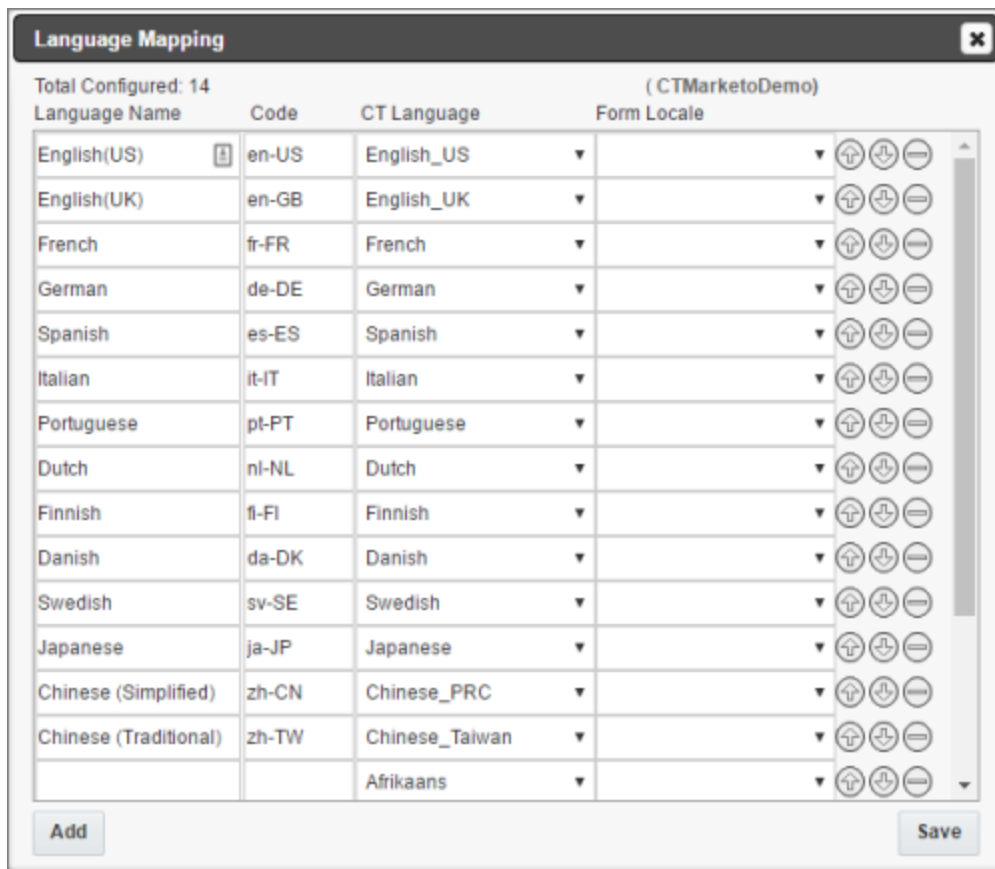 Language Mapping
Total Configured: 14 ( CTMarketoDemo)
Language Name Code CT Language Form Locale
English(US) en-US English_US
English(UK) en-GB English_UK
French fr-FR French
German de-DE German
Spanish es-ES Spanish
Italian it-IT Italian
Portuguese pt-PT Portuguese
Dutch nl-NL Dutch
Finnish fi-FI Finnish
Danish da-DK Danish
Swedish sv-SE Swedish
Japanese ja-JP Japanese
Chinese (Simplified) zh-CN Chinese_PRC
Chinese (Traditional) zh-TW Chinese_Taiwan
Afrikaans
Add Save